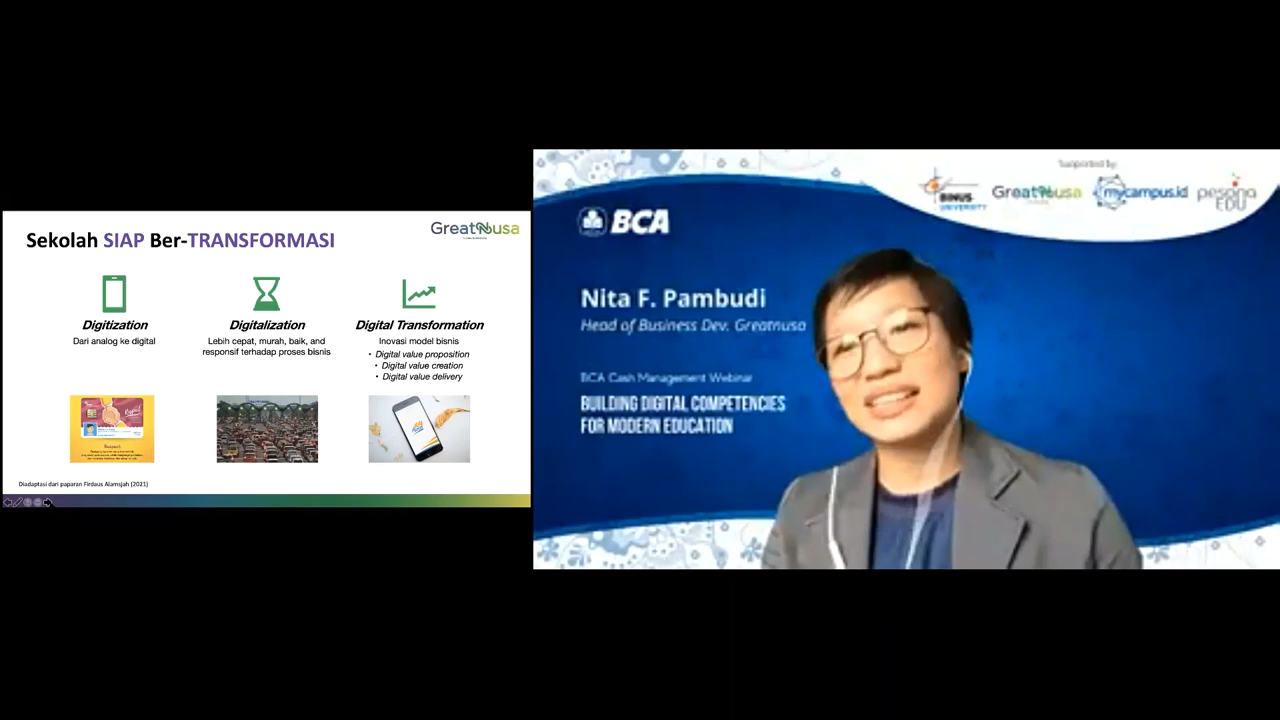 Sekolah SIAP Ber-TRANSFORMASI
GreatNusa
Digitization
Dari analog ke digital
Digitalization
Lebih cepat, murah, baik, and
responsif terhadap proses bisnis
Digital Transformation
Inovasi model bisnis
• Digital value proposition
• Digital value creation
• Digital value delivery
Diadaptasi dari paparan Firdaus Alamsjah (2021)
Supported by:
BINUS
UNIVERSITY
GreatNusa
mycampus.id
pesona
EDU
BCA
Nita F. Pambudi
Head of Business Dev. Greatnusa
BCA Cash Management Webinar
BUILDING DIGITAL COMPETENCIES
FOR MODERN EDUCATION